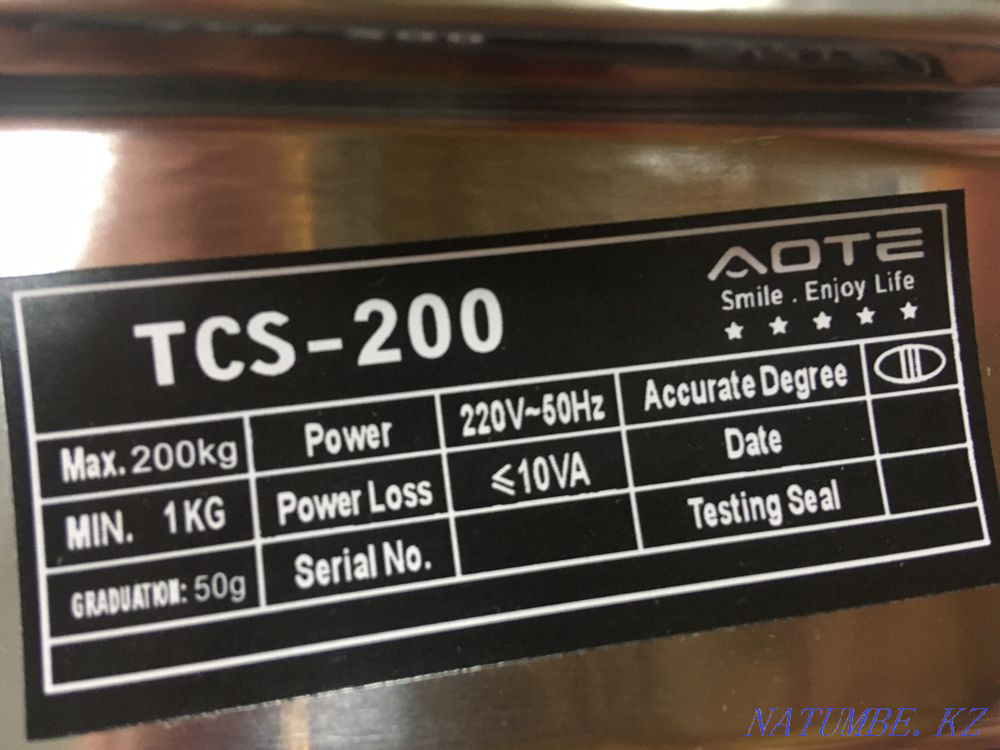 AOTE
Smile . Enjoy Life
TCS-200
Max. 200kg Power 220V~50Hz Accurate Degree III
MIN. 1KG Power Loss ≤10VA Date
GRADUATION: 50g Serial No. Testing Seal
NATUMBE. KZ